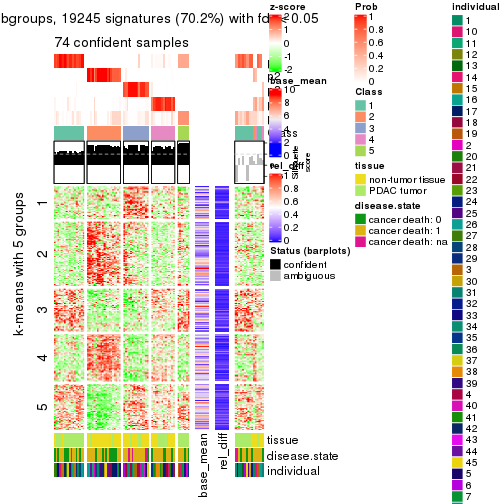 bgroups, 19245 signatures (70.2%) with fdr < 0.05
74 confident samples
k-means with 5 groups
1
2
3
4
5
tissue
disease.state
individual
base_mean
rel_diff
z-score
2
1
0
-1
-2
base_mean
10
8
6
4
2
0
rel_diff
1
0.8
0.6
0.4
0.2
0
Silhouette
score
Status (barplots)
confident
ambiguous
Prob
1
0.8
0.6
0.4
0.2
0
Class
1
2
3
4
5
tissue
non-tumor tissue
PDAC tumor
disease.state
cancer death: 0
cancer death: 1
cancer death: na
individual
1
10
11
12
13
14
15
16
17
18
19
2
20
21
22
23
24
25
26
27
28
29
3
30
31
32
33
34
35
36
37
38
39
4
40
41
42
43
44
45
5
6
7